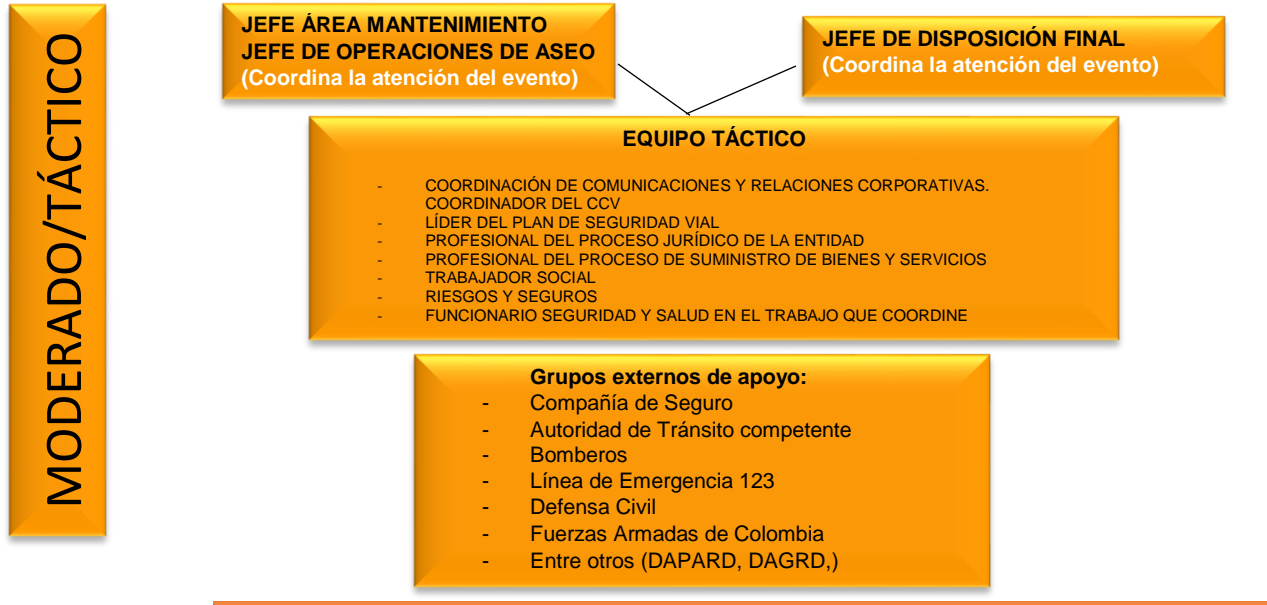 MODERADO/TÁCTICO
JEFE ÁREA MANTENIMIENTO
JEFE DE OPERACIONES DE ASEO
(Coordina la atención del evento)
JEFE DE DISPOSICIÓN FINAL
(Coordina la atención del evento)
EQUIPO TÁCTICO
- COORDINACIÓN DE COMUNICACIONES Y RELACIONES CORPORATIVAS.
COORDINADOR DEL CCV
- LÍDER DEL PLAN DE SEGURIDAD VIAL
- PROFESIONAL DEL PROCESO JURÍDICO DE LA ENTIDAD
- PROFESIONAL DEL PROCESO DE SUMINISTRO DE BIENES Y SERVICIOS
- TRABAJADOR SOCIAL
- RIESGOS Y SEGUROS
- FUNCIONARIO SEGURIDAD Y SALUD EN EL TRABAJO QUE COORDINE
Grupos externos de apoyo:
- Compañía de Seguro
- Autoridad de Tránsito competente
- Bomberos
- Línea de Emergencia 123
- Defensa Civil
- Fuerzas Armadas de Colombia
- Entre otros (DAPARD, DAGRD,)